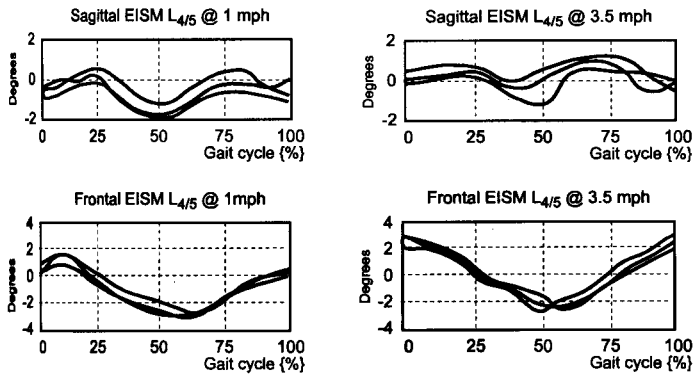 Sagittal EISM L4/5 @ 1 mph
Degrees
2
0
-2
0 25 50 75 100
Gait cycle {%}
Sagittal EISM L4/5 @ 3.5 mph
Degrees
2
0
2
0 25 50 75 100
Gait cycle {%}
Frontal EISM L4/5 @ 1mph
Degrees
4
2
0
-2
-4
0 25 50 75 100
Gait cycle {%}
Frontal EISM L4/5 @ 3.5 mph
Degrees
4
2
0
-2
-4
0 25 50 75 100
Gait cycle {%}